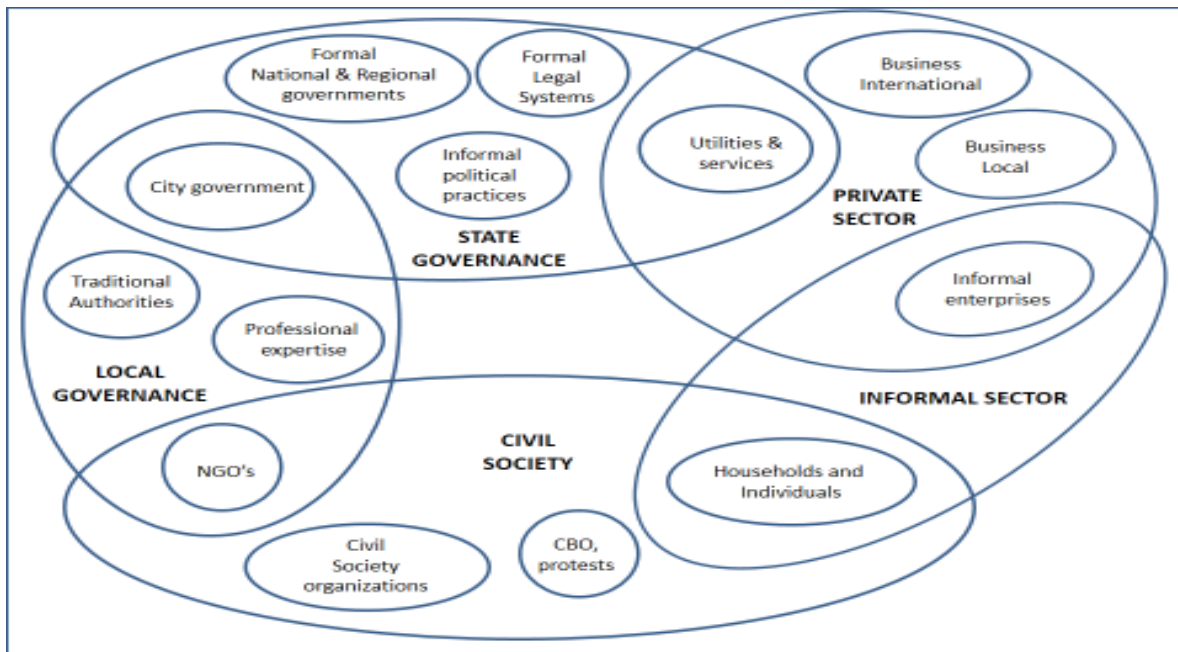 Formal
National & Regional
governments
Formal
Legal
Systems
Business
International
Utilities &
services
Business
Local
City government
Informal
political
practices
PRIVATE
SECTOR
STATE
GOVERNANCE
Traditional
Authorities
Informal
enterprises
Professional
expertise
LOCAL
GOVERNANCE
INFORMAL SECTOR
CIVIL
SOCIETY
NGO's
Households and
Individuals
Civil
Society
organizations
CBO,
protests